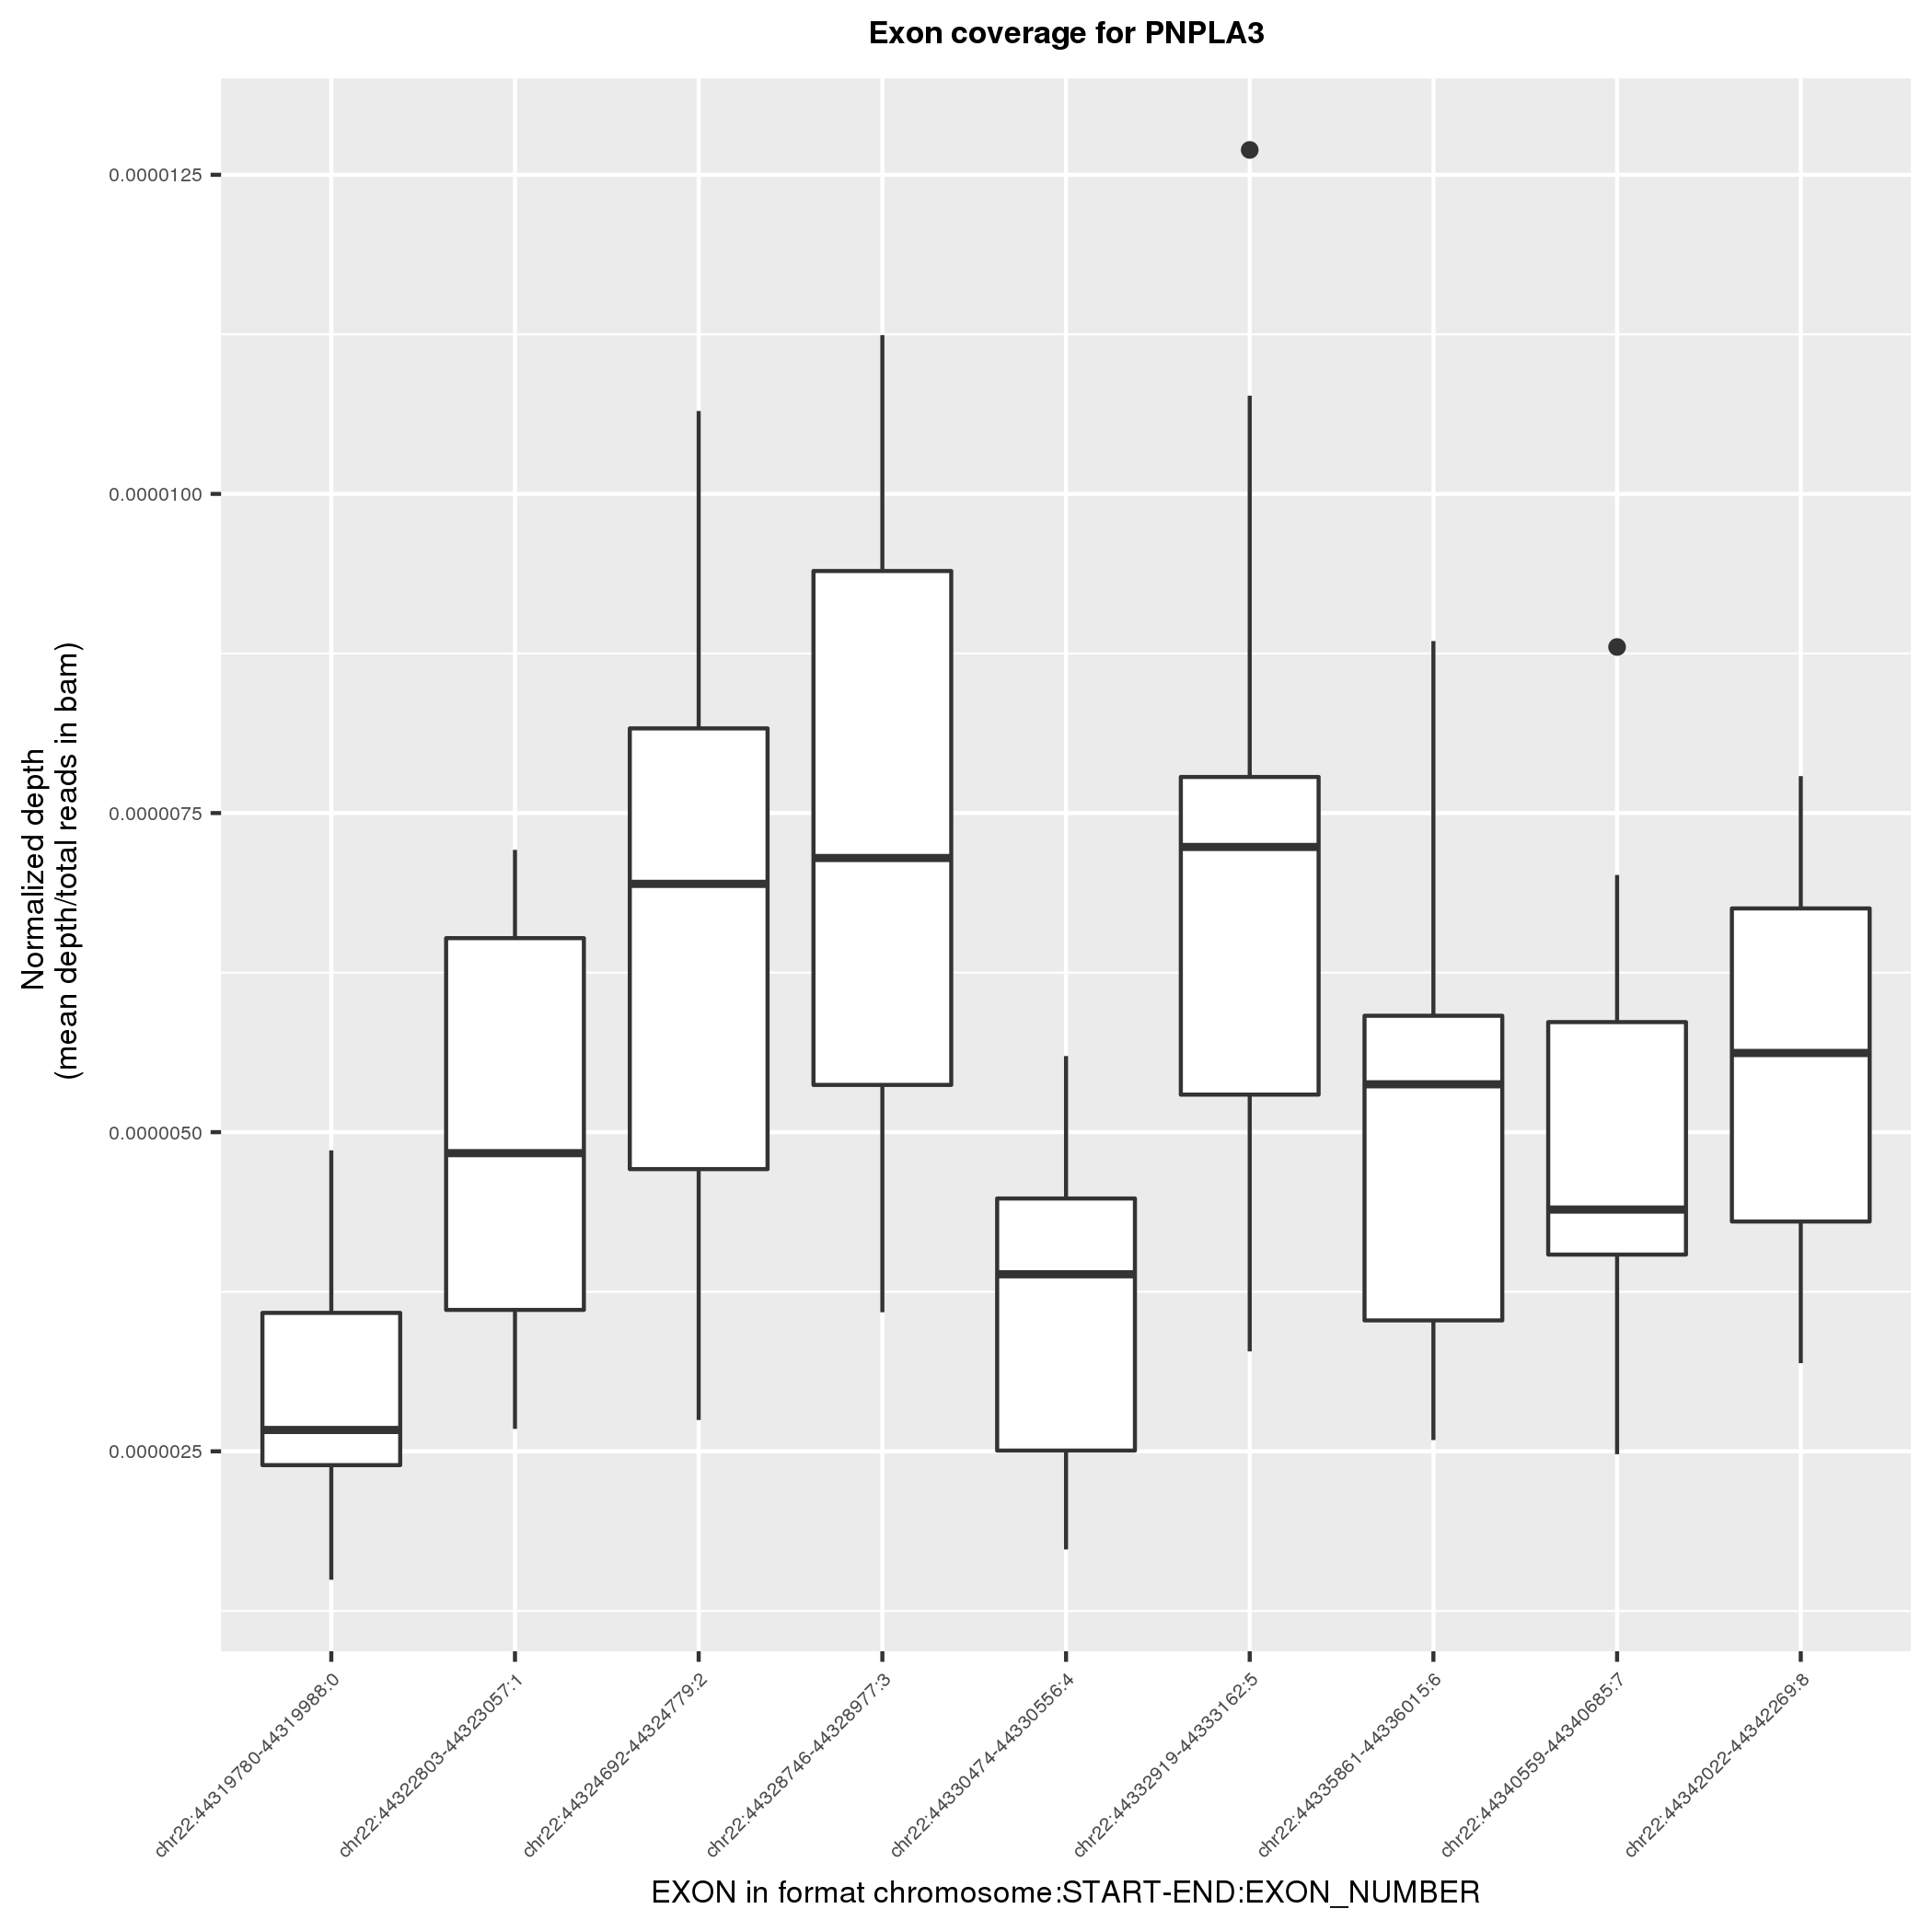 Exon coverage for PNPLA3
Normalized depth
(mean depth/total reads in bam)
0.0000125
0.0000100
0.0000075
0.0000050
0.0000025
chr22:44319780-44319988:0
chr22:44322803-44323057:1
chr22:44324692-44324779:2
chr22:44328746-44328977:3
chr22:44330474-44330556:4
chr22:44332919-44333162:5
chr22:44335861-44336015:6
chr22:44340559-44340685:7
chr22:44342022-44342269:8
EXON in format chromosome:START-END:EXON_NUMBER